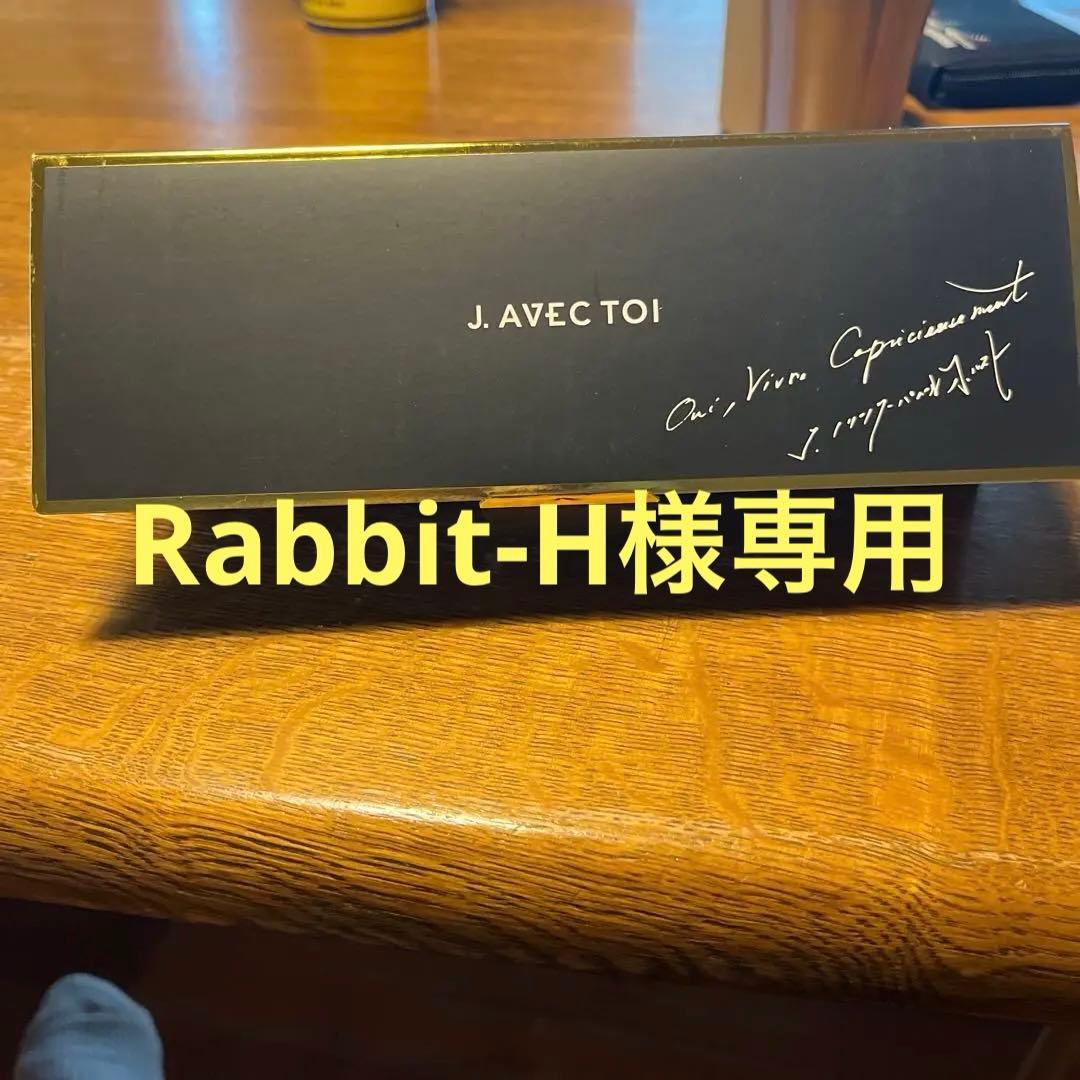 J. AVEC TOI
Oui, Vivre Capricieusement
J.
Rabbit-H様専用